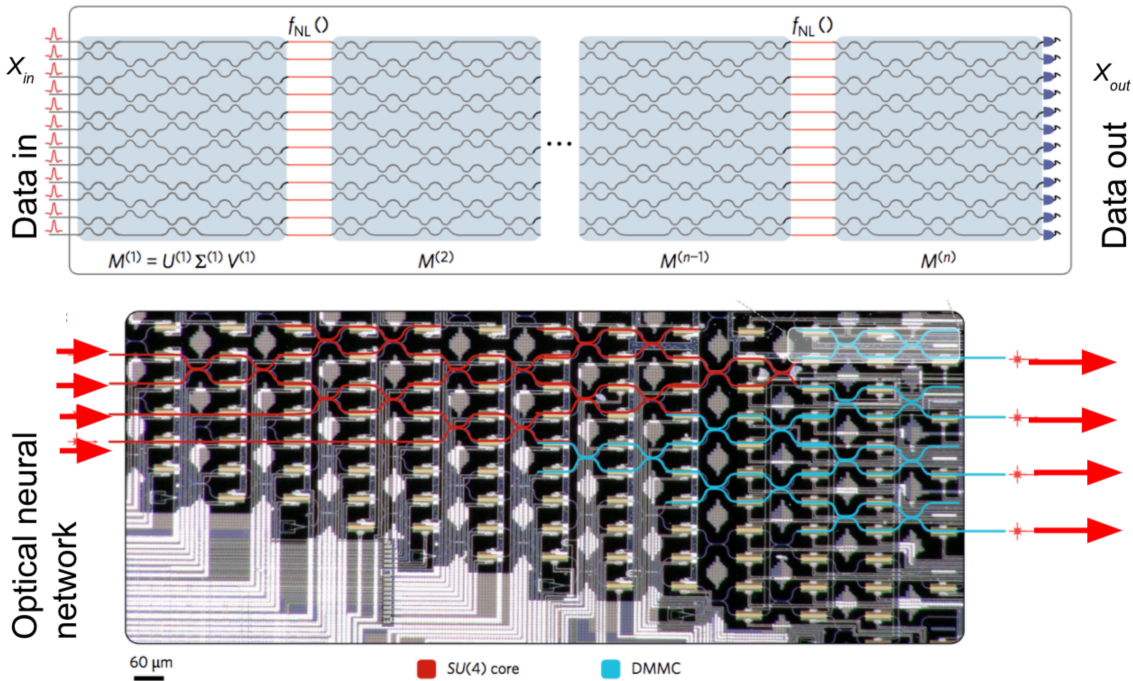 f_NL () f_NL ()
X_in
X_out
Data in
Data out
...
M^(1) = U^(1) Σ^(1) V^(1) M^(2) M^(n−1) M^(n)
Optical neural
network
60 μm
SU(4) core
DMMC